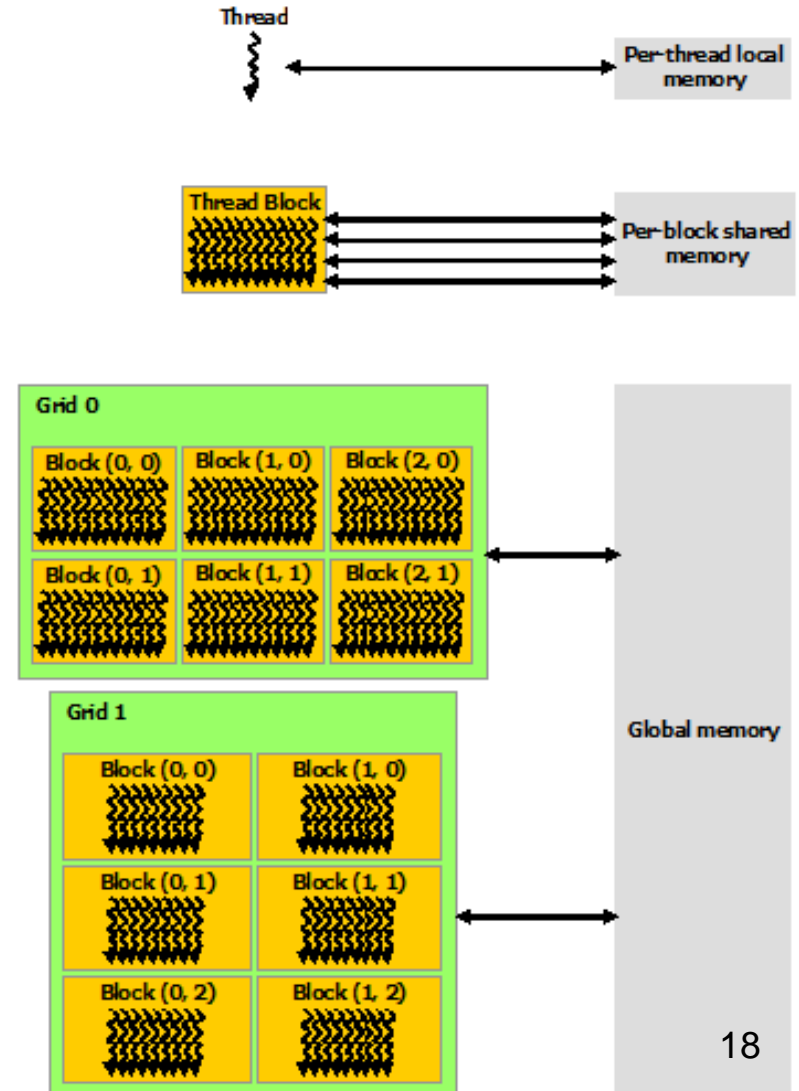 Thread
Per-thread local
memory
Thread Block
Per-block shared
memory
Grid 0
Block (0, 0)
Block (1, 0)
Block (2, 0)
Block (0, 1)
Block (1, 1)
Block (2, 1)
Grid 1
Global memory
Block (0, 0)
Block (1, 0)
Block (0, 1)
Block (1, 1)
Block (0, 2)
Block (1, 2)
18